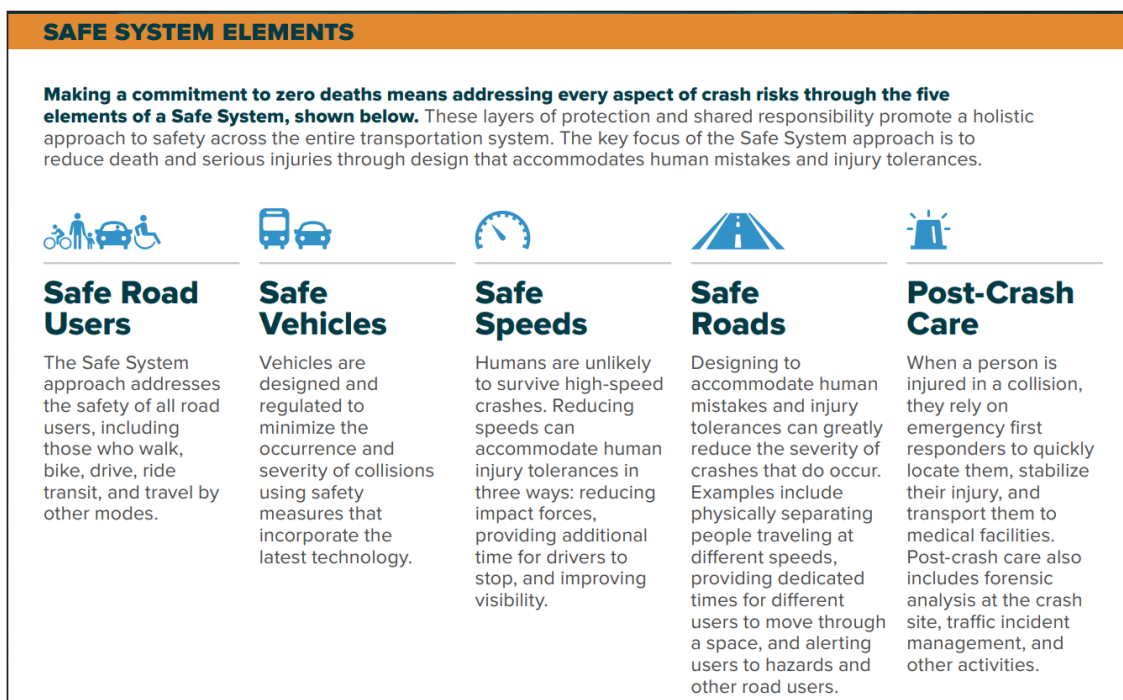 SAFE SYSTEM ELEMENTS
Making a commitment to zero deaths means addressing every aspect of crash risks through the five
elements of a Safe System, shown below. These layers of protection and shared responsibility promote a holistic
approach to safety across the entire transportation system. The key focus of the Safe System approach is to
reduce death and serious injuries through design that accommodates human mistakes and injury tolerances.
Safe Road
Users
The Safe System
approach addresses
the safety of all road
users, including
those who walk,
bike, drive, ride
transit, and travel by
other modes.
Safe
Vehicles
Vehicles are
designed and
regulated to
minimize the
occurrence and
severity of collisions
using safety
measures that
incorporate the
latest technology.
Safe
Speeds
Humans are unlikely
to survive high-speed
crashes. Reducing
speeds can
accommodate human
injury tolerances in
three ways: reducing
impact forces,
providing additional
time for drivers to
stop, and improving
visibility.
Safe
Roads
Designing to
accommodate human
mistakes and injury
tolerances can greatly
reduce the severity of
crashes that do occur.
Examples include
physically separating
people traveling at
different speeds,
providing dedicated
times for different
users to move through
a space, and alerting
users to hazards and
other road users.
Post-Crash
Care
When a person is
injured in a collision,
they rely on
emergency first
responders to quickly
locate them, stabilize
their injury, and
transport them to
medical facilities.
Post-crash care also
includes forensic
analysis at the crash
site, traffic incident
management, and
other activities.